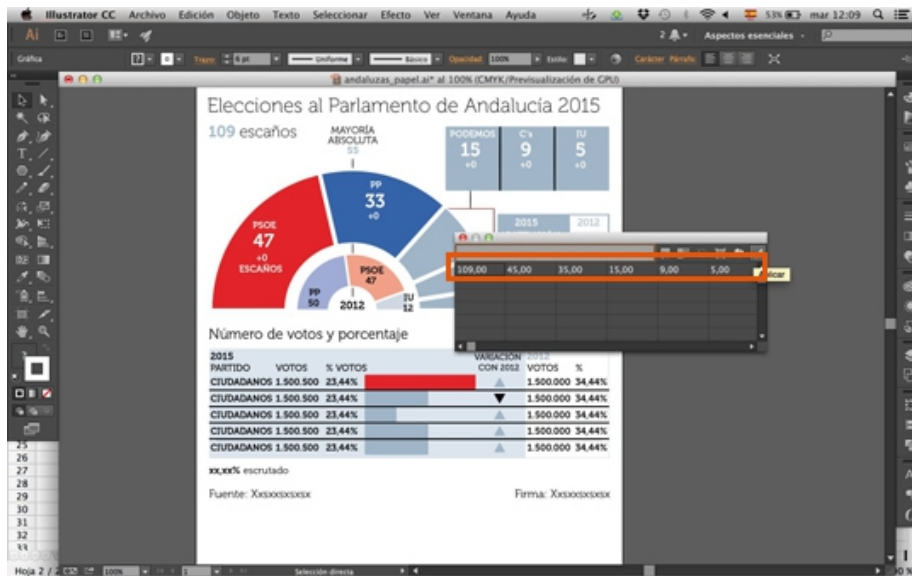 Illustrator CC Archivo Edición Objeto Texto Seleccionar Efecto Ver Ventana Ayuda 53% mar 12:09
Ai 2 Aspectos esenciales
Gráfica Trazo: 6 pt Uniforme Básico Opacidad: 100% Estilo: Carácter Párrafo
andaluzas_papel.ai* al 100% (CMYK/Previsualización de GPU)
Elecciones al Parlamento de Andalucía 2015
109 escaños
MAYORÍA
ABSOLUTA
55
PODEMOS C's IU
15 9 5
+0 +0 +0
PP
33
+0
PSOE
47
+0
ESCAÑOS
2015 2012
PSOE
47
PP
50
2012
IU
12
109,00 45,00 35,00 15,00 9,00 5,00
Número de votos y porcentaje
2015 VARIACIÓN 2012
PARTIDO VOTOS % VOTOS CON 2012 VOTOS %
CIUDADANOS 1.500.500 23,44% 1.500.000 34,44%
CIUDADANOS 1.500.500 23,44% 1.500.000 34,44%
CIUDADANOS 1.500.500 23,44% 1.500.000 34,44%
CIUDADANOS 1.500.500 23,44% 1.500.000 34,44%
CIUDADANOS 1.500.500 23,44% 1.500.000 34,44%
xx,xx% escrutado
Fuente: Xxsxxsxsxsx Firma: Xxsxxsxsxsx
25
26
27
28
29
30
31
32
33
Hoja 2 / 100% 1 Selección directa